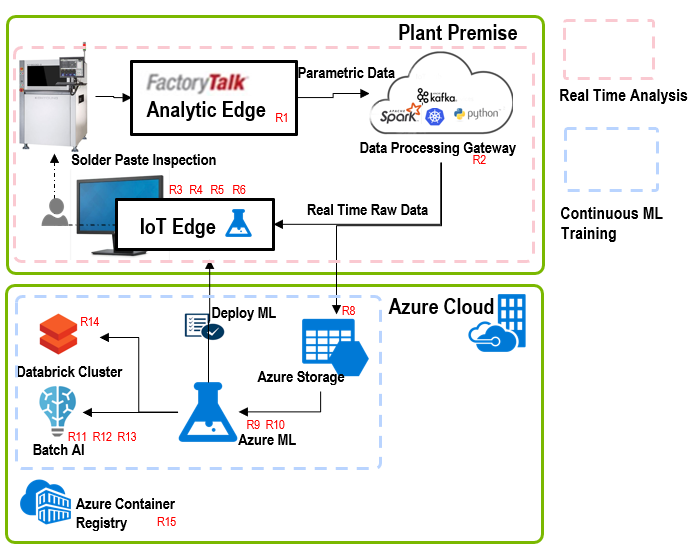 Plant Premise
FactoryTalk
Analytic Edge
R1
Parametric Data
kafka.
APACHE
Spark
python
Data Processing Gateway
R2
Real Time Analysis
Solder Paste Inspection
R3 R4 R5 R6
IoT Edge
Real Time Raw Data
Continuous ML
Training
Azure Cloud
Deploy ML
R8
R14
Databrick Cluster
Azure Storage
R9 R10
Azure ML
R11 R12 R13
Batch AI
Azure Container
Registry
R15